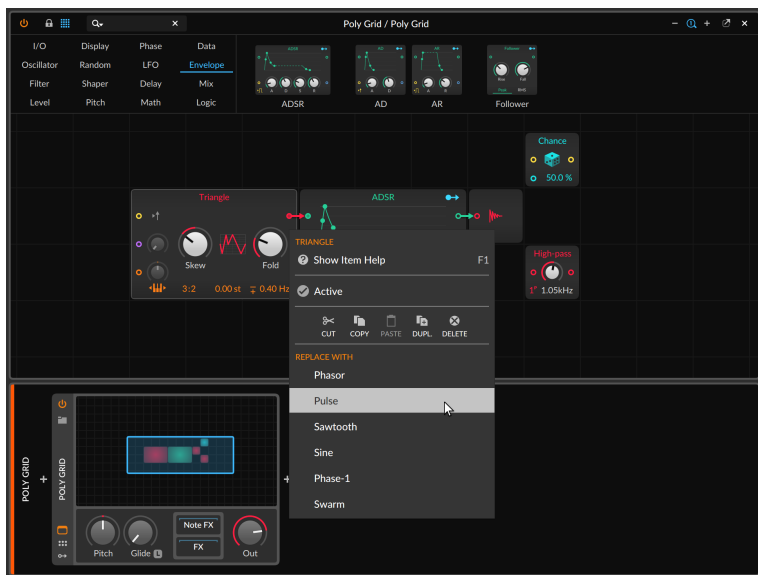 Poly Grid / Poly Grid
I/O Display Phase Data
Oscillator Random LFO Envelope
Filter Shaper Delay Mix
Level Pitch Math Logic
ADSR AD AR Follower
A D S R
Rise Fall
Peak RMS
ADSR AD AR Follower
Chance
50.0 %
Triangle
ADSR
Skew Fold
3:2 0.00 st 0.40 Hz
High-pass
1.05kHz
TRIANGLE
Show Item Help F1
Active
CUT COPY PASTE DUPL. DELETE
REPLACE WITH
Phasor
Pulse
Sawtooth
Sine
Phase-1
Swarm
POLY GRID
+
POLY GRID
+
Note FX
FX
Pitch Glide L Out